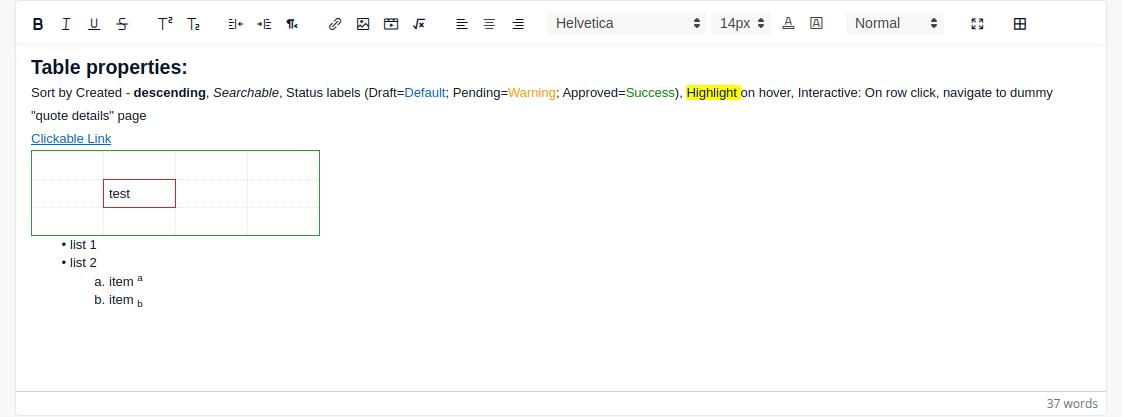 Helvetica 14px Normal
Table properties:
Sort by Created - descending, Searchable, Status labels (Draft=Default; Pending=Warning; Approved=Success), Highlight on hover, Interactive: On row click, navigate to dummy
"quote details" page
Clickable Link
test
• list 1
• list 2
a. item a
b. item b
37 words